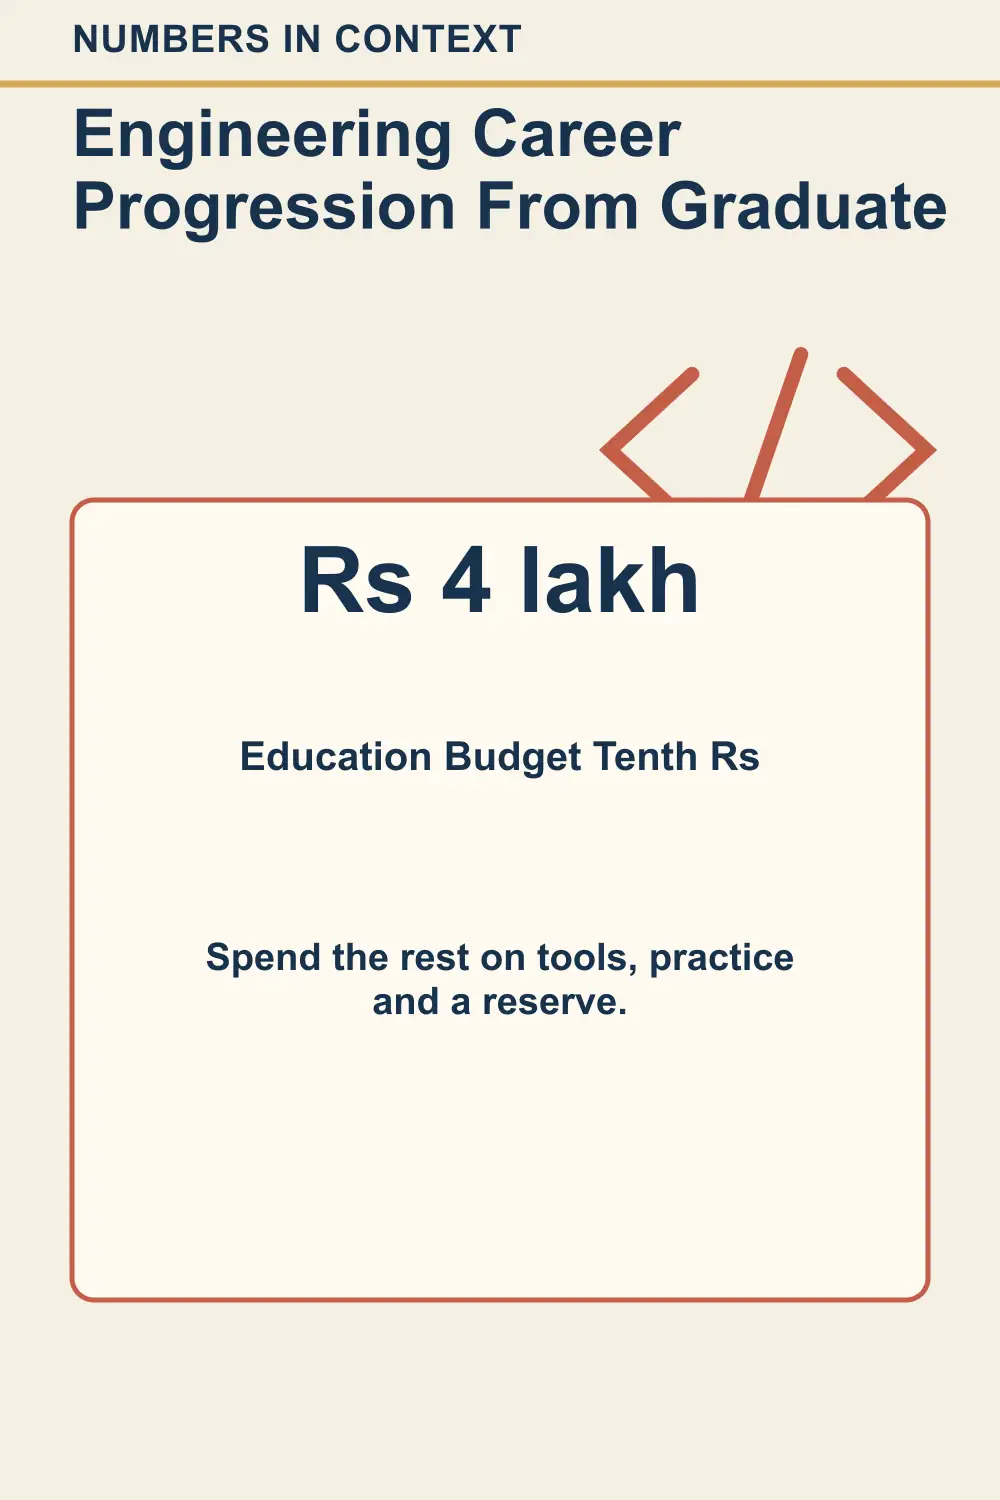 NUMBERS IN CONTEXT
Engineering Career
Progression From Graduate
Rs 4 lakh
Education Budget Tenth Rs
Spend the rest on tools, practice
and a reserve.